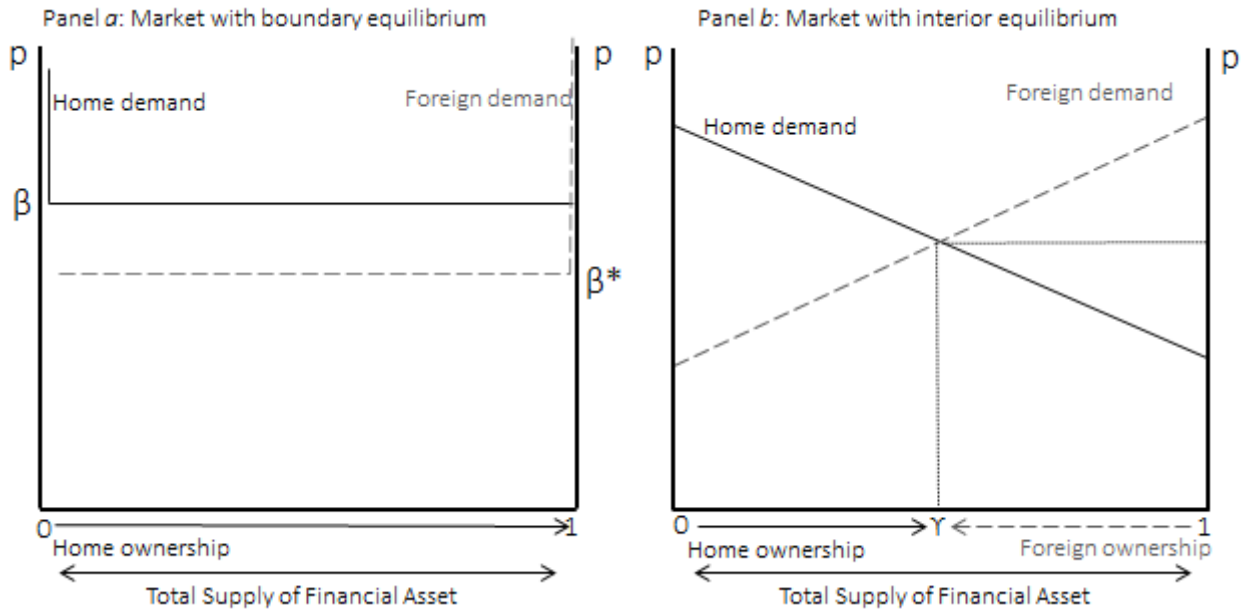 Panel a: Market with boundary equilibrium
p
p
Home demand
Foreign demand
β
β*
0
1
Home ownership
Total Supply of Financial Asset
Panel b: Market with interior equilibrium
p
p
Foreign demand
Home demand
0
ϒ
1
Home ownership
Foreign ownership
Total Supply of Financial Asset